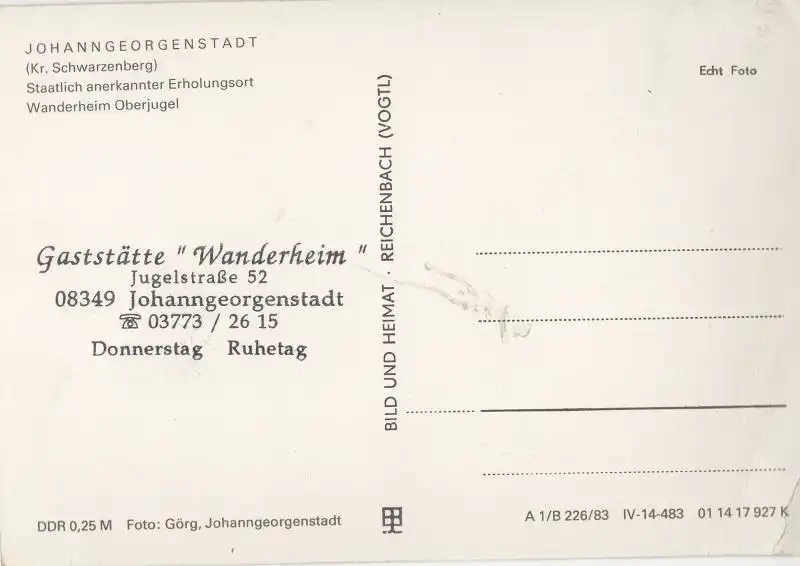 JOHANNGEORGENSTADT
(Kr. Schwarzenberg)
Staatlich anerkannter Erholungsort
Wanderheim Oberjugel
Echt Foto
Gaststätte " Wanderheim "
Jugelstraße 52
08349 Johanngeorgenstadt
☏ 03773 / 26 15
Donnerstag Ruhetag
BILD UND HEIMAT · REICHENBACH (VOGTL)
DDR 0,25 M Foto: Görg, Johanngeorgenstadt
A 1/B 226/83 IV-14-483 01 14 17 927 K